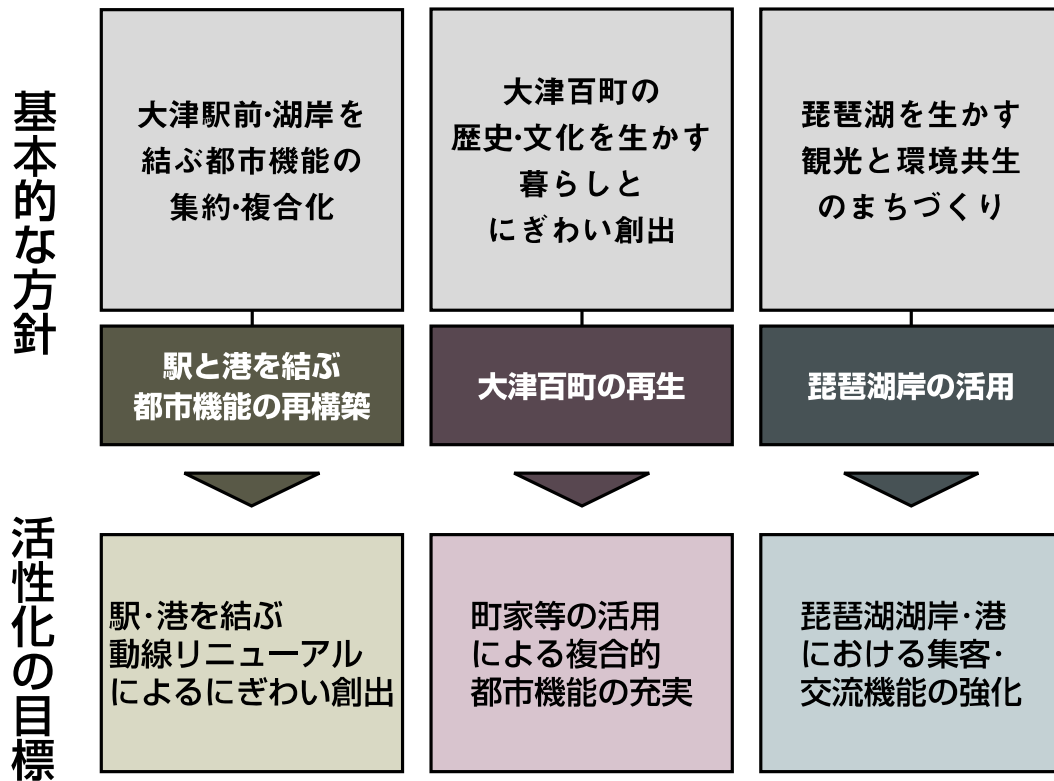 基本的な方針
大津駅前・湖岸を
結ぶ都市機能の
集約・複合化
大津百町の
歴史・文化を生かす
暮らしと
にぎわい創出
琵琶湖を生かす
観光と環境共生
のまちづくり
駅と港を結ぶ
都市機能の再構築
大津百町の再生
琵琶湖岸の活用
活性化の目標
駅・港を結ぶ
動線リニューアル
によるにぎわい創出
町家等の活用
による複合的
都市機能の充実
琵琶湖湖岸・港
における集客・
交流機能の強化